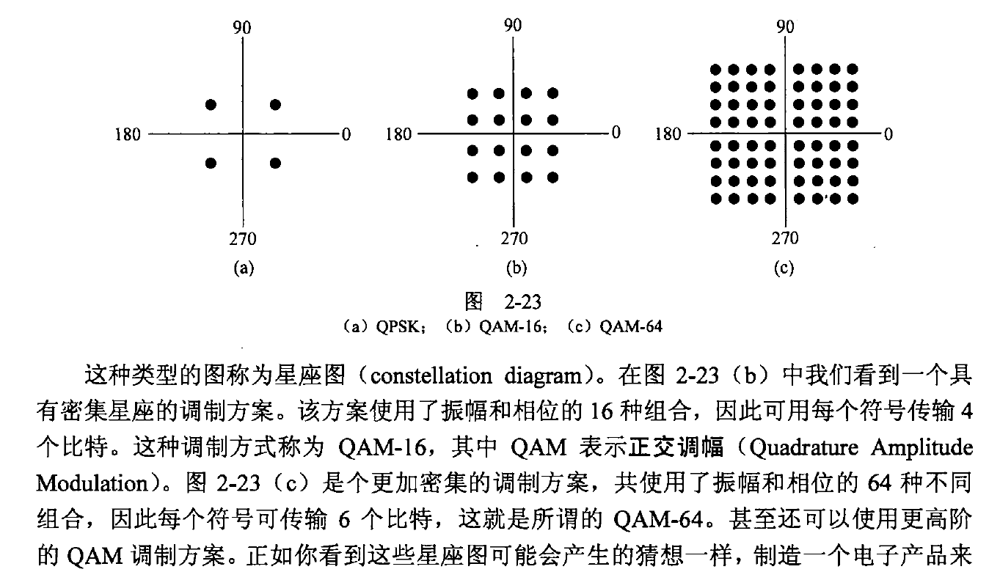 90 90 90
180 0 180 0 180 0
270 270 270
(a) (b) (c)
图 2-23
（a）QPSK；（b）QAM-16；（c）QAM-64
这种类型的图称为星座图（constellation diagram）。在图 2-23（b）中我们看到一个具
有密集星座的调制方案。该方案使用了振幅和相位的 16 种组合，因此可用每个符号传输 4
个比特。这种调制方式称为 QAM-16，其中 QAM 表示正交调幅（Quadrature Amplitude
Modulation）。图 2-23（c）是个更加密集的调制方案，共使用了振幅和相位的 64 种不同
组合，因此每个符号可传输 6 个比特，这就是所谓的 QAM-64。甚至还可以使用更高阶
的 QAM 调制方案。正如你看到这些星座图可能会产生的猜想一样，制造一个电子产品来